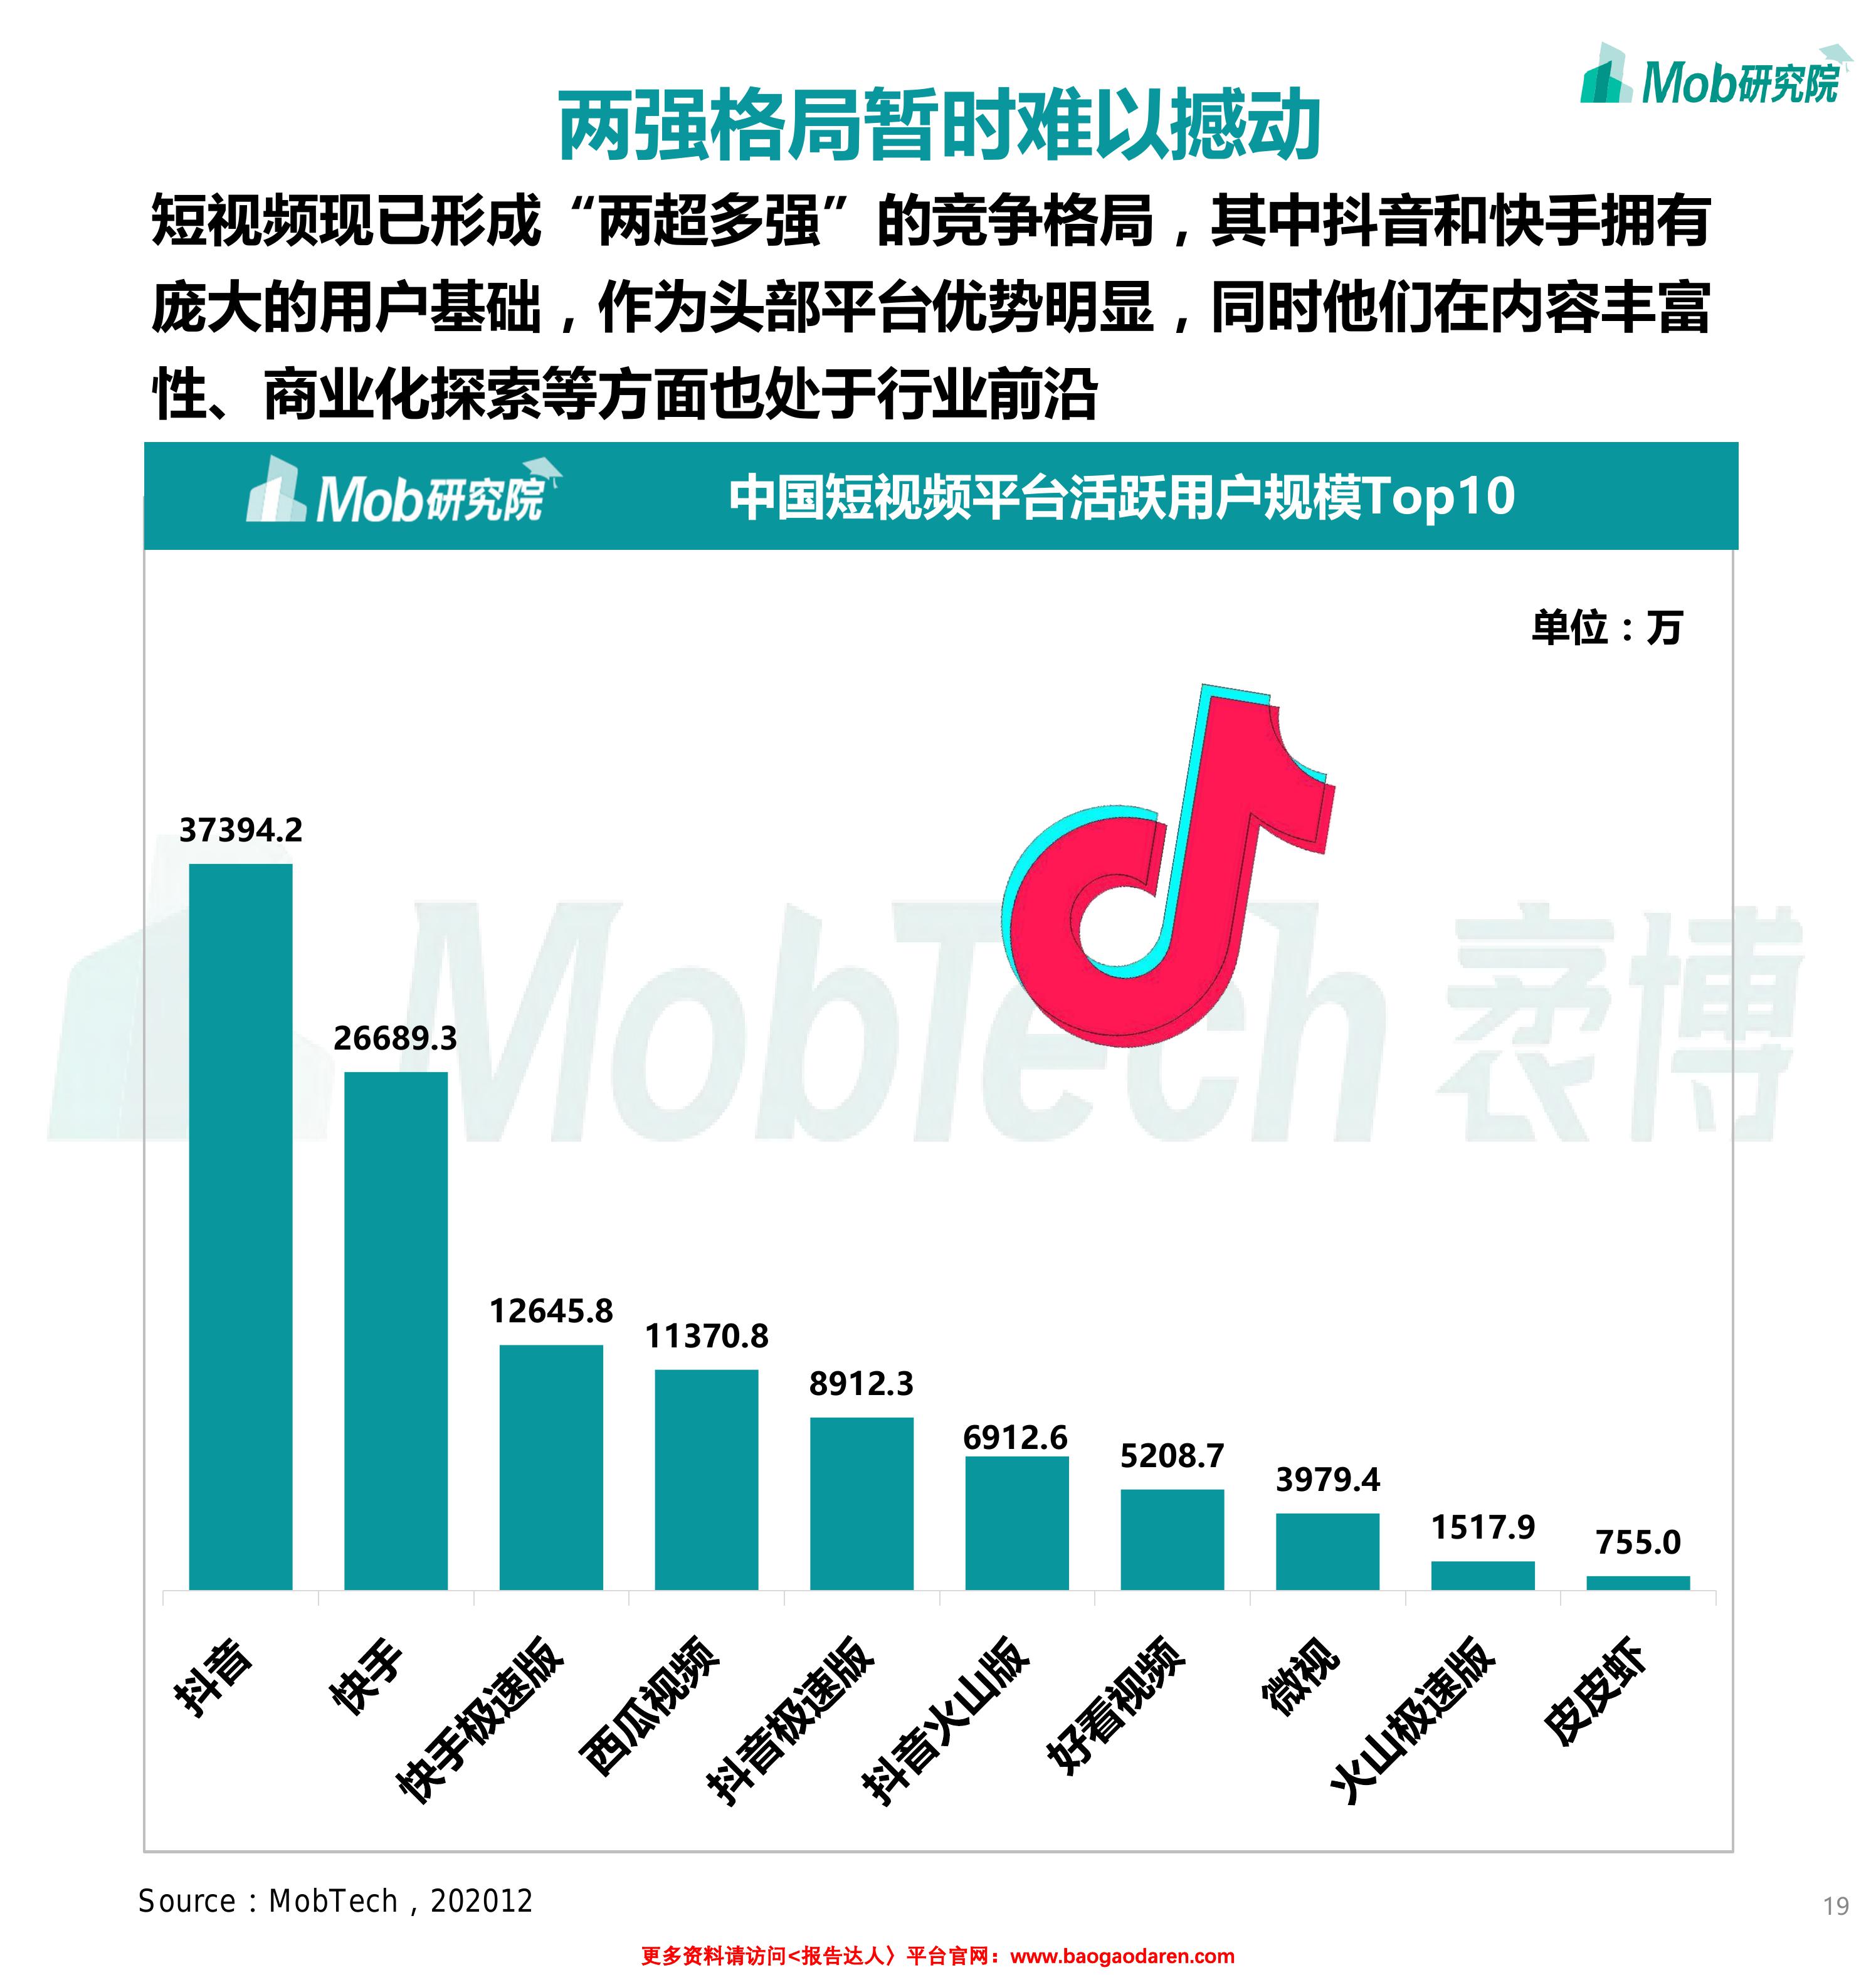 Mob研究院
两强格局暂时难以撼动
短视频现已形成“两超多强”的竞争格局，其中抖音和快手拥有
庞大的用户基础，作为头部平台优势明显，同时他们在内容丰富
性、商业化探索等方面也处于行业前沿
Mob研究院 中国短视频平台活跃用户规模Top10
单位：万
37394.2
26689.3
12645.8
11370.8
8912.3
6912.6
5208.7
3979.4
1517.9
755.0
MobTech 袤博
抖音
快手
快手极速版
西瓜视频
抖音极速版
抖音火山版
好看视频
微视
火山极速版
皮皮虾
Source：MobTech，202012
19
更多资料请访问<报告达人〉平台官网：www.baogaodaren.com